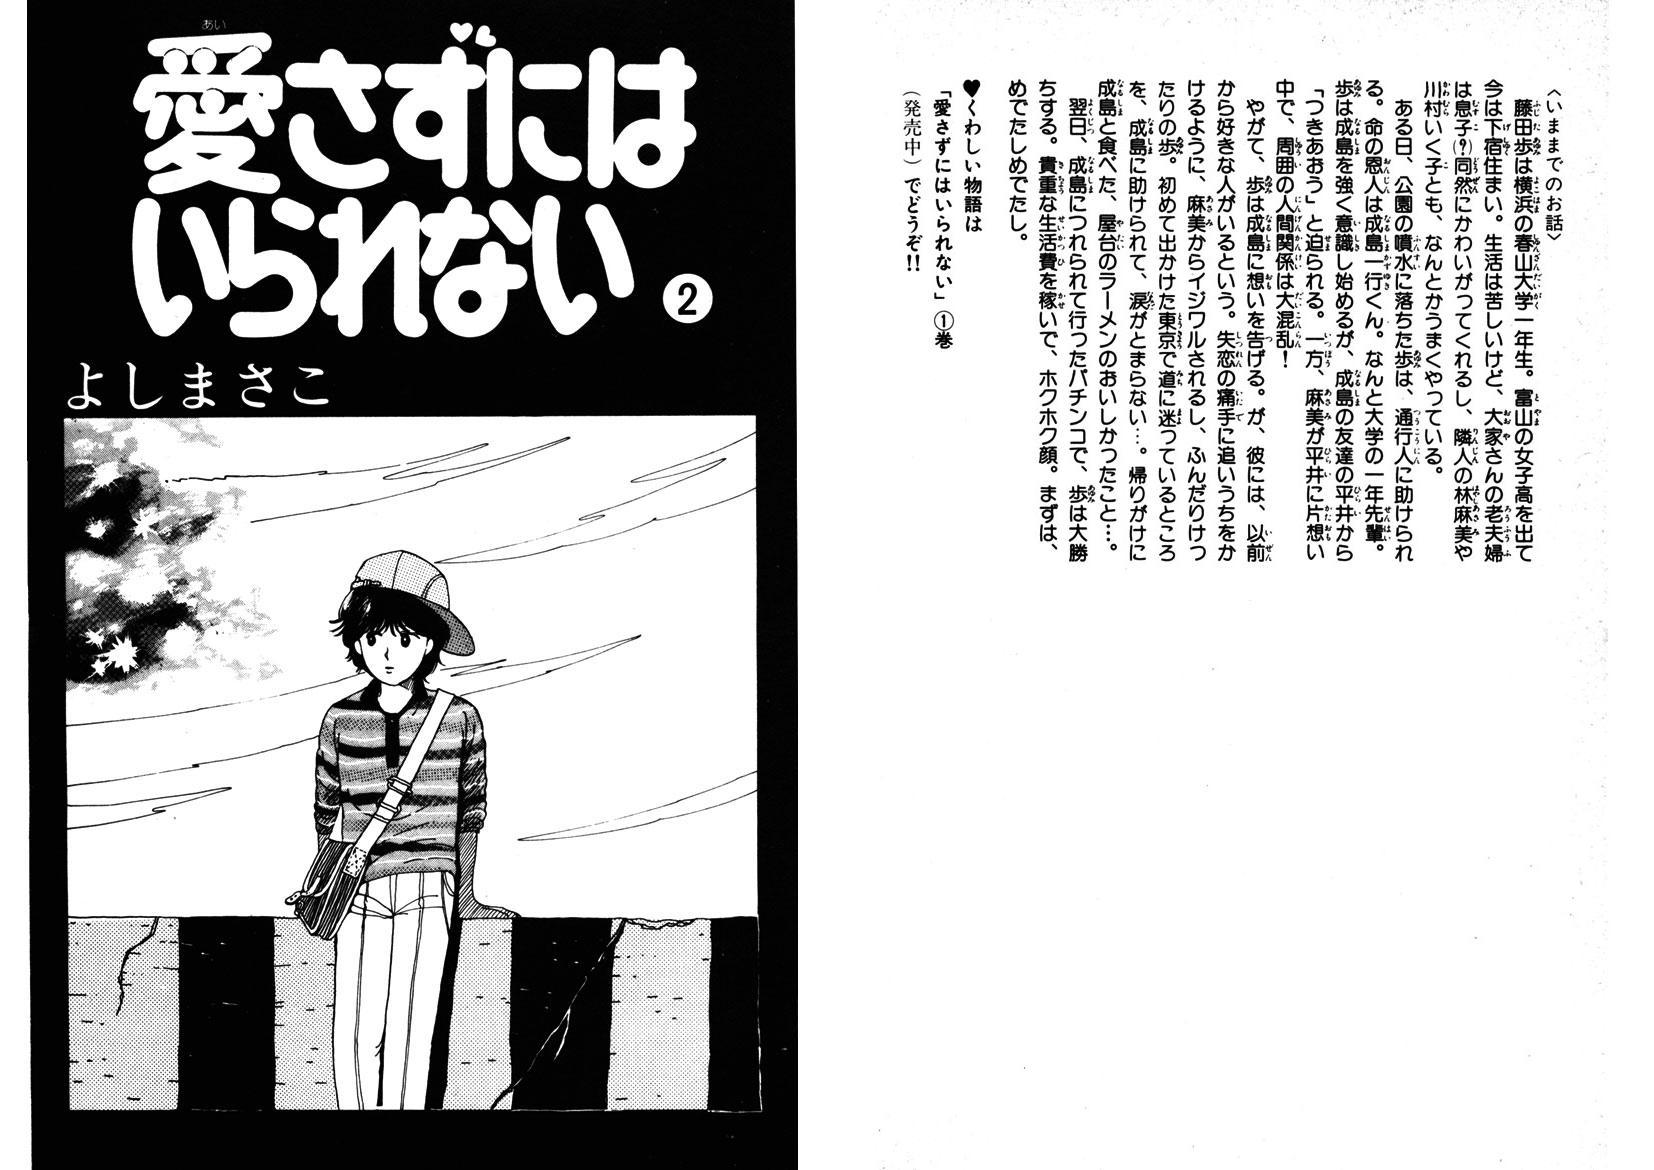 〈いままでのお話〉
藤田歩は横浜の春山大学一年生。富山の女子高を出て
今は下宿住まい。生活は苦しいけど、大家さんの老夫婦
は息子(?)同然にかわいがってくれるし、隣人の林麻美や
川村いく子とも、なんとかうまくやっている。
ある日、公園の噴水に落ちた歩は、通行人に助けられ
る。命の恩人は成島一行くん。なんと大学の一年先輩。
歩は成島を強く意識し始めるが、成島の友達の平井から
「つきあおう」と迫られる。一方、麻美が平井に片想い
中で、周囲の人間関係は大混乱！
やがて、歩は成島に想いを告げる。が、彼には、以前
から好きな人がいるという。失恋の痛手に追いうちをか
けるように、麻美からイジワルされるし、ふんだりけっ
たりの歩。初めて出かけた東京で道に迷っているところ
を、成島に助けられて、涙がとまらない…。帰りがけに
成島と食べた、屋台のラーメンのおいしかったこと…。
翌日、成島につれられて行ったパチンコで、歩は大勝
ちする。貴重な生活費を稼いで、ホクホク顔。まずは、
めでたしめでたし。
♥くわしい物語は
「愛さずにはいられない」①巻
（発売中）でどうぞ!!
愛さずには
いられない ②
よしまさこ